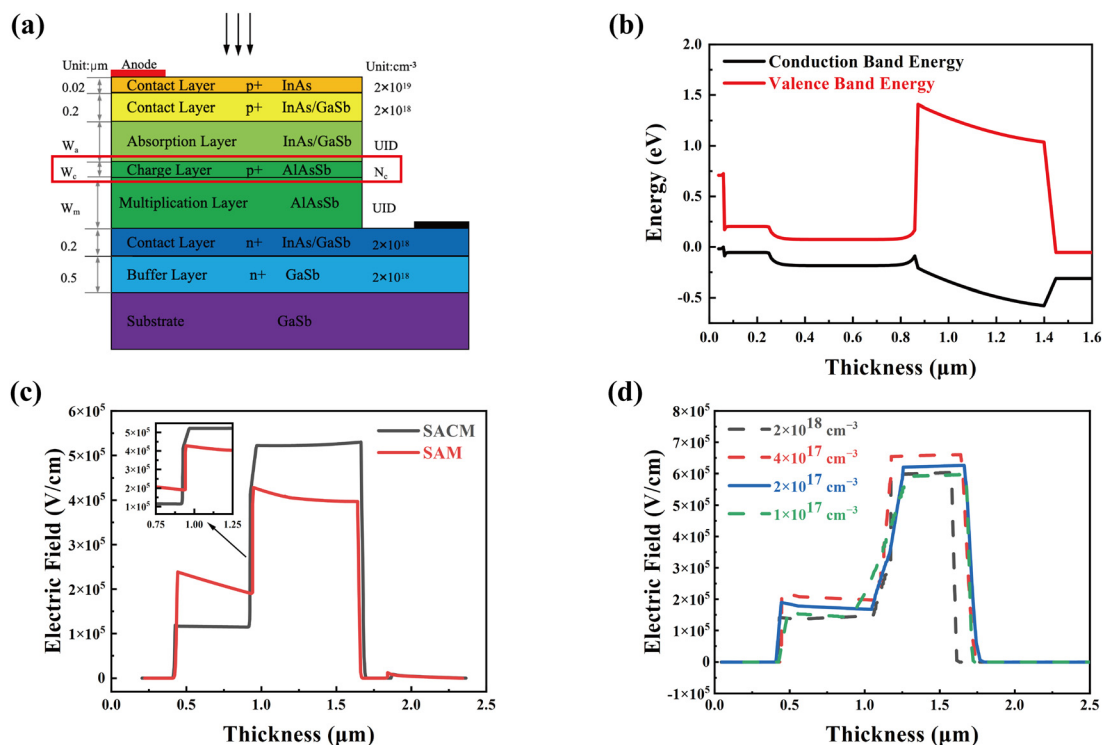 (a)
Unit:μm
Anode
Unit:cm⁻³
0.02 Contact Layer p+ InAs 2×10¹⁹
0.2 Contact Layer p+ InAs/GaSb 2×10¹⁸
Wₐ Absorption Layer InAs/GaSb UID
W꜀ Charge Layer p+ AlAsSb N꜀
Wₘ Multiplication Layer AlAsSb UID
0.2 Contact Layer n+ InAs/GaSb 2×10¹⁸
0.5 Buffer Layer n+ GaSb 2×10¹⁸
Substrate GaSb
(b)
Conduction Band Energy
Valence Band Energy
Energy (eV)
2.0
1.5
1.0
0.5
0.0
-0.5
0.0 0.2 0.4 0.6 0.8 1.0 1.2 1.4 1.6
Thickness (μm)
(c)
SACM
SAM
Electric Field (V/cm)
6×10⁵
5×10⁵
4×10⁵
3×10⁵
2×10⁵
1×10⁵
0
5×10⁵
4×10⁵
3×10⁵
2×10⁵
1×10⁵
0.75 1.00 1.25
0.0 0.5 1.0 1.5 2.0 2.5
Thickness (μm)
(d)
2×10¹⁸ cm⁻³
4×10¹⁷ cm⁻³
2×10¹⁷ cm⁻³
1×10¹⁷ cm⁻³
Electric Field (V/cm)
8×10⁵
7×10⁵
6×10⁵
5×10⁵
4×10⁵
3×10⁵
2×10⁵
1×10⁵
0
-1×10⁵
0.0 0.5 1.0 1.5 2.0 2.5
Thickness (μm)